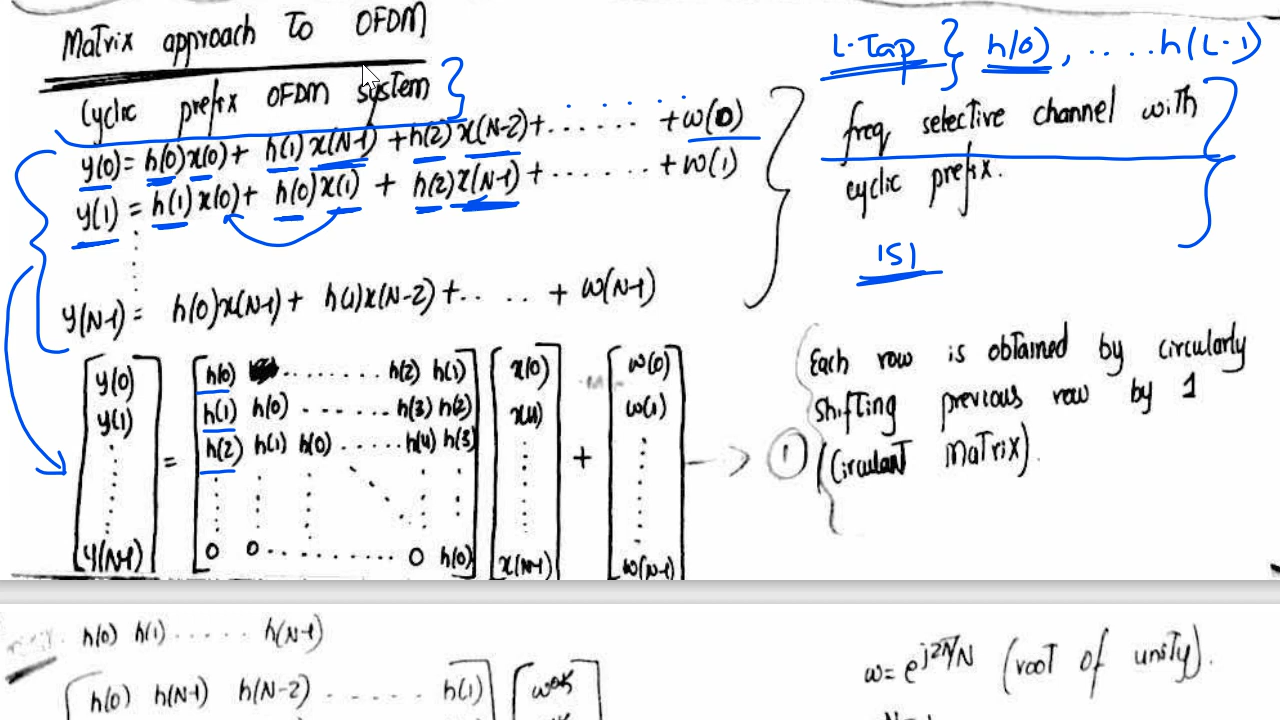 Matrix approach to OFDM
Cyclic prefix OFDM system
y(0) = h(0)x(0) + h(1)x(N-1) + h(2)x(N-2) + ...... + w(0)
y(1) = h(1)x(0) + h(0)x(1) + h(2)x(N-1) + ...... + w(1)
y(N-1) = h(0)x(N-1) + h(1)x(N-2) + .... + w(N-1)
L-Tap } h(0), .... h(L-1)
freq selective channel with
cyclic prefix.
ISI
y(0) h(0) ........ h(2) h(1) x(0) w(0)
y(1) h(1) h(0) ....... h(3) h(2) x(1) w(1)
h(2) h(1) h(0) ..... h(4) h(3)
= + → 1
y(N-1) 0 0 .......... 0 h(0) x(N-1) w(N-1)
Each row is obtained by circularly
shifting previous row by 1
(Circulant Matrix).
h(0) h(1) ..... h(N-1)
h(0) h(N-1) h(N-2) ...... h(1) w0k
w = e^j2π/N (root of unity).